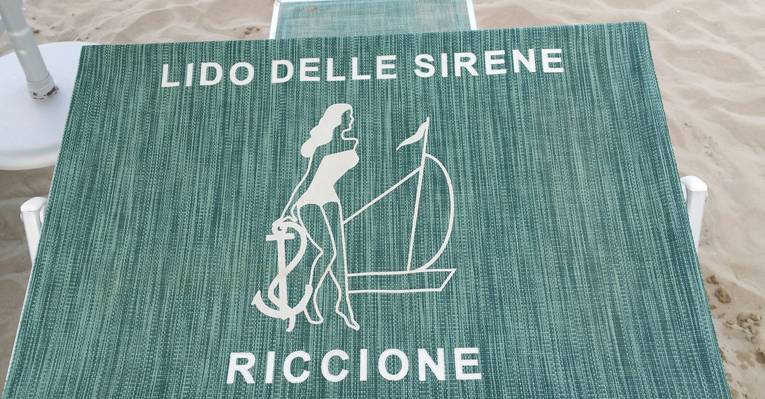 LIDO DELLE SIRENE
RICCIONE